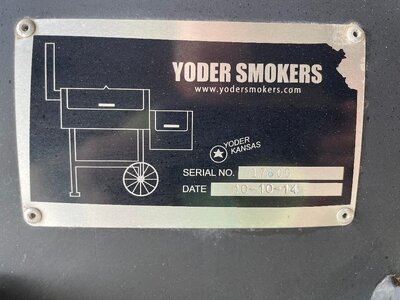 YODER SMOKERS
www.yodersmokers.com
YODER
KANSAS
SERIAL NO.
DATE 10-10-14